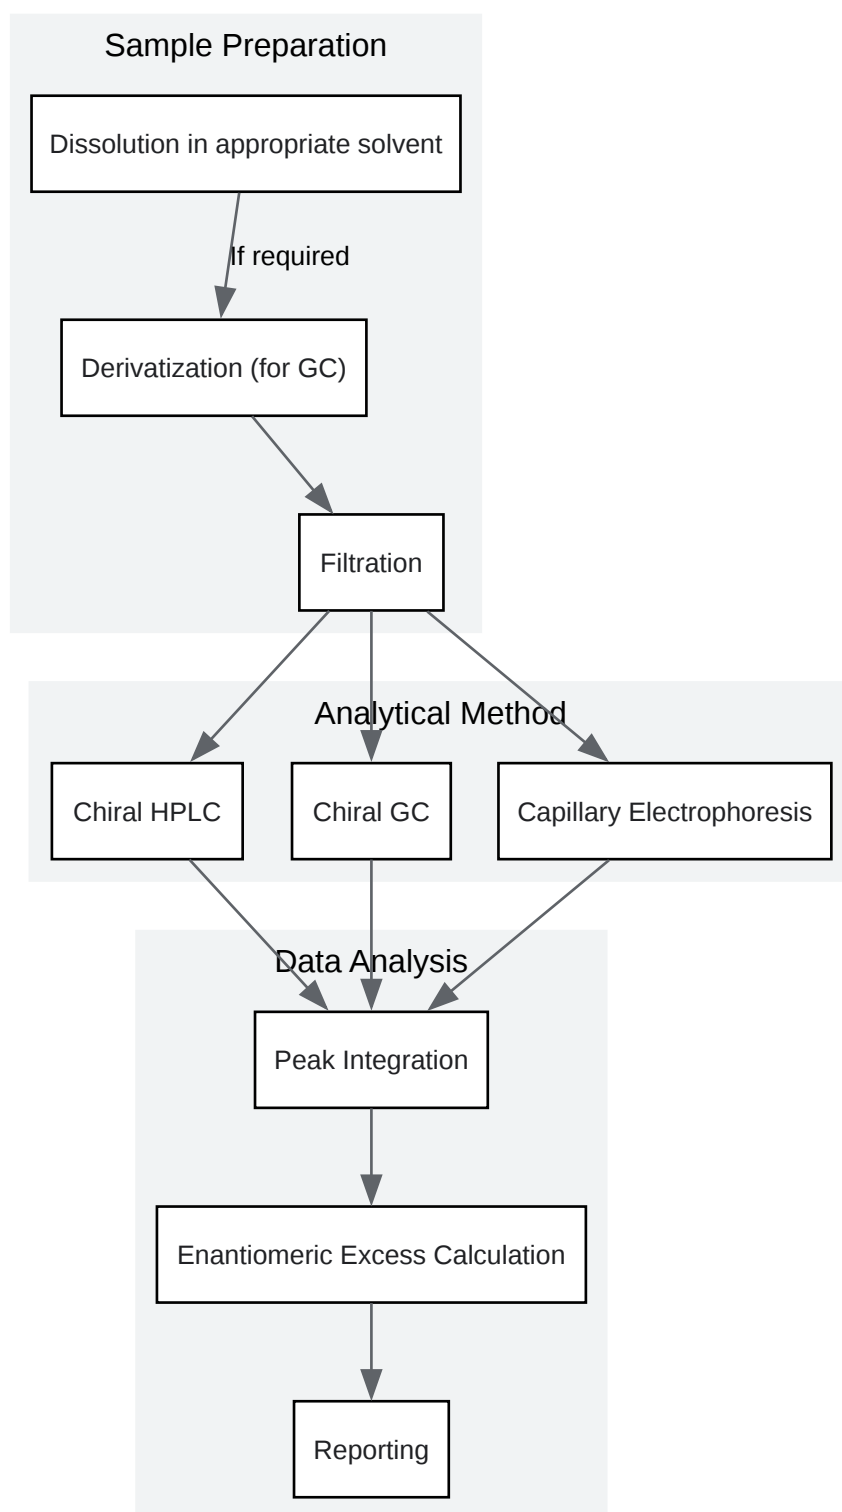 Sample Preparation
Dissolution in appropriate solvent
If required
Derivatization (for GC)
Filtration
Analytical Method
Chiral HPLC
Chiral GC
Capillary Electrophoresis
Data Analysis
Peak Integration
Enantiomeric Excess Calculation
Reporting